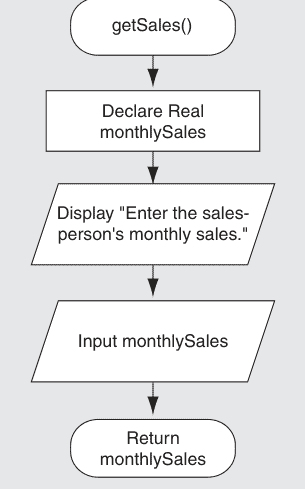 getSales()
Declare Real
monthlySales
Display "Enter the sales-
person's monthly sales."
Input monthlySales
Return
monthlySales